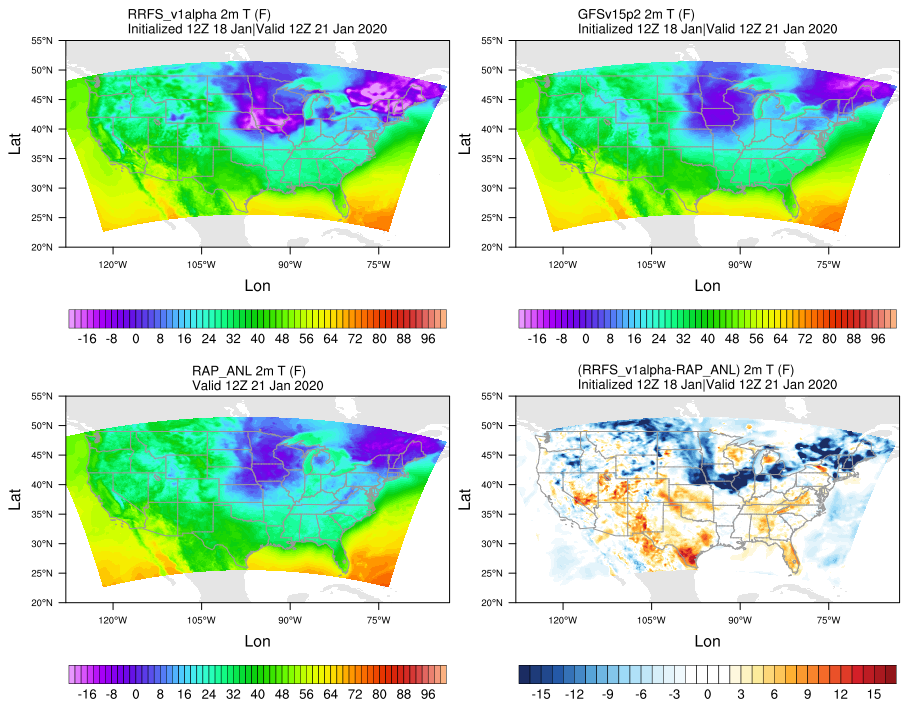 RRFS_v1alpha 2m T (F)
Initialized 12Z 18 Jan|Valid 12Z 21 Jan 2020
55°N
50°N
45°N
40°N
35°N
30°N
25°N
20°N
Lat
120°W 105°W 90°W 75°W
Lon
-16 -8 0 8 16 24 32 40 48 56 64 72 80 88 96
GFSv15p2 2m T (F)
Initialized 12Z 18 Jan|Valid 12Z 21 Jan 2020
55°N
50°N
45°N
40°N
35°N
30°N
25°N
20°N
Lat
120°W 105°W 90°W 75°W
Lon
-16 -8 0 8 16 24 32 40 48 56 64 72 80 88 96
RAP_ANL 2m T (F)
Valid 12Z 21 Jan 2020
55°N
50°N
45°N
40°N
35°N
30°N
25°N
20°N
Lat
120°W 105°W 90°W 75°W
Lon
-16 -8 0 8 16 24 32 40 48 56 64 72 80 88 96
(RRFS_v1alpha-RAP_ANL) 2m T (F)
Initialized 12Z 18 Jan|Valid 12Z 21 Jan 2020
55°N
50°N
45°N
40°N
35°N
30°N
25°N
20°N
Lat
120°W 105°W 90°W 75°W
Lon
-15 -12 -9 -6 -3 0 3 6 9 12 15